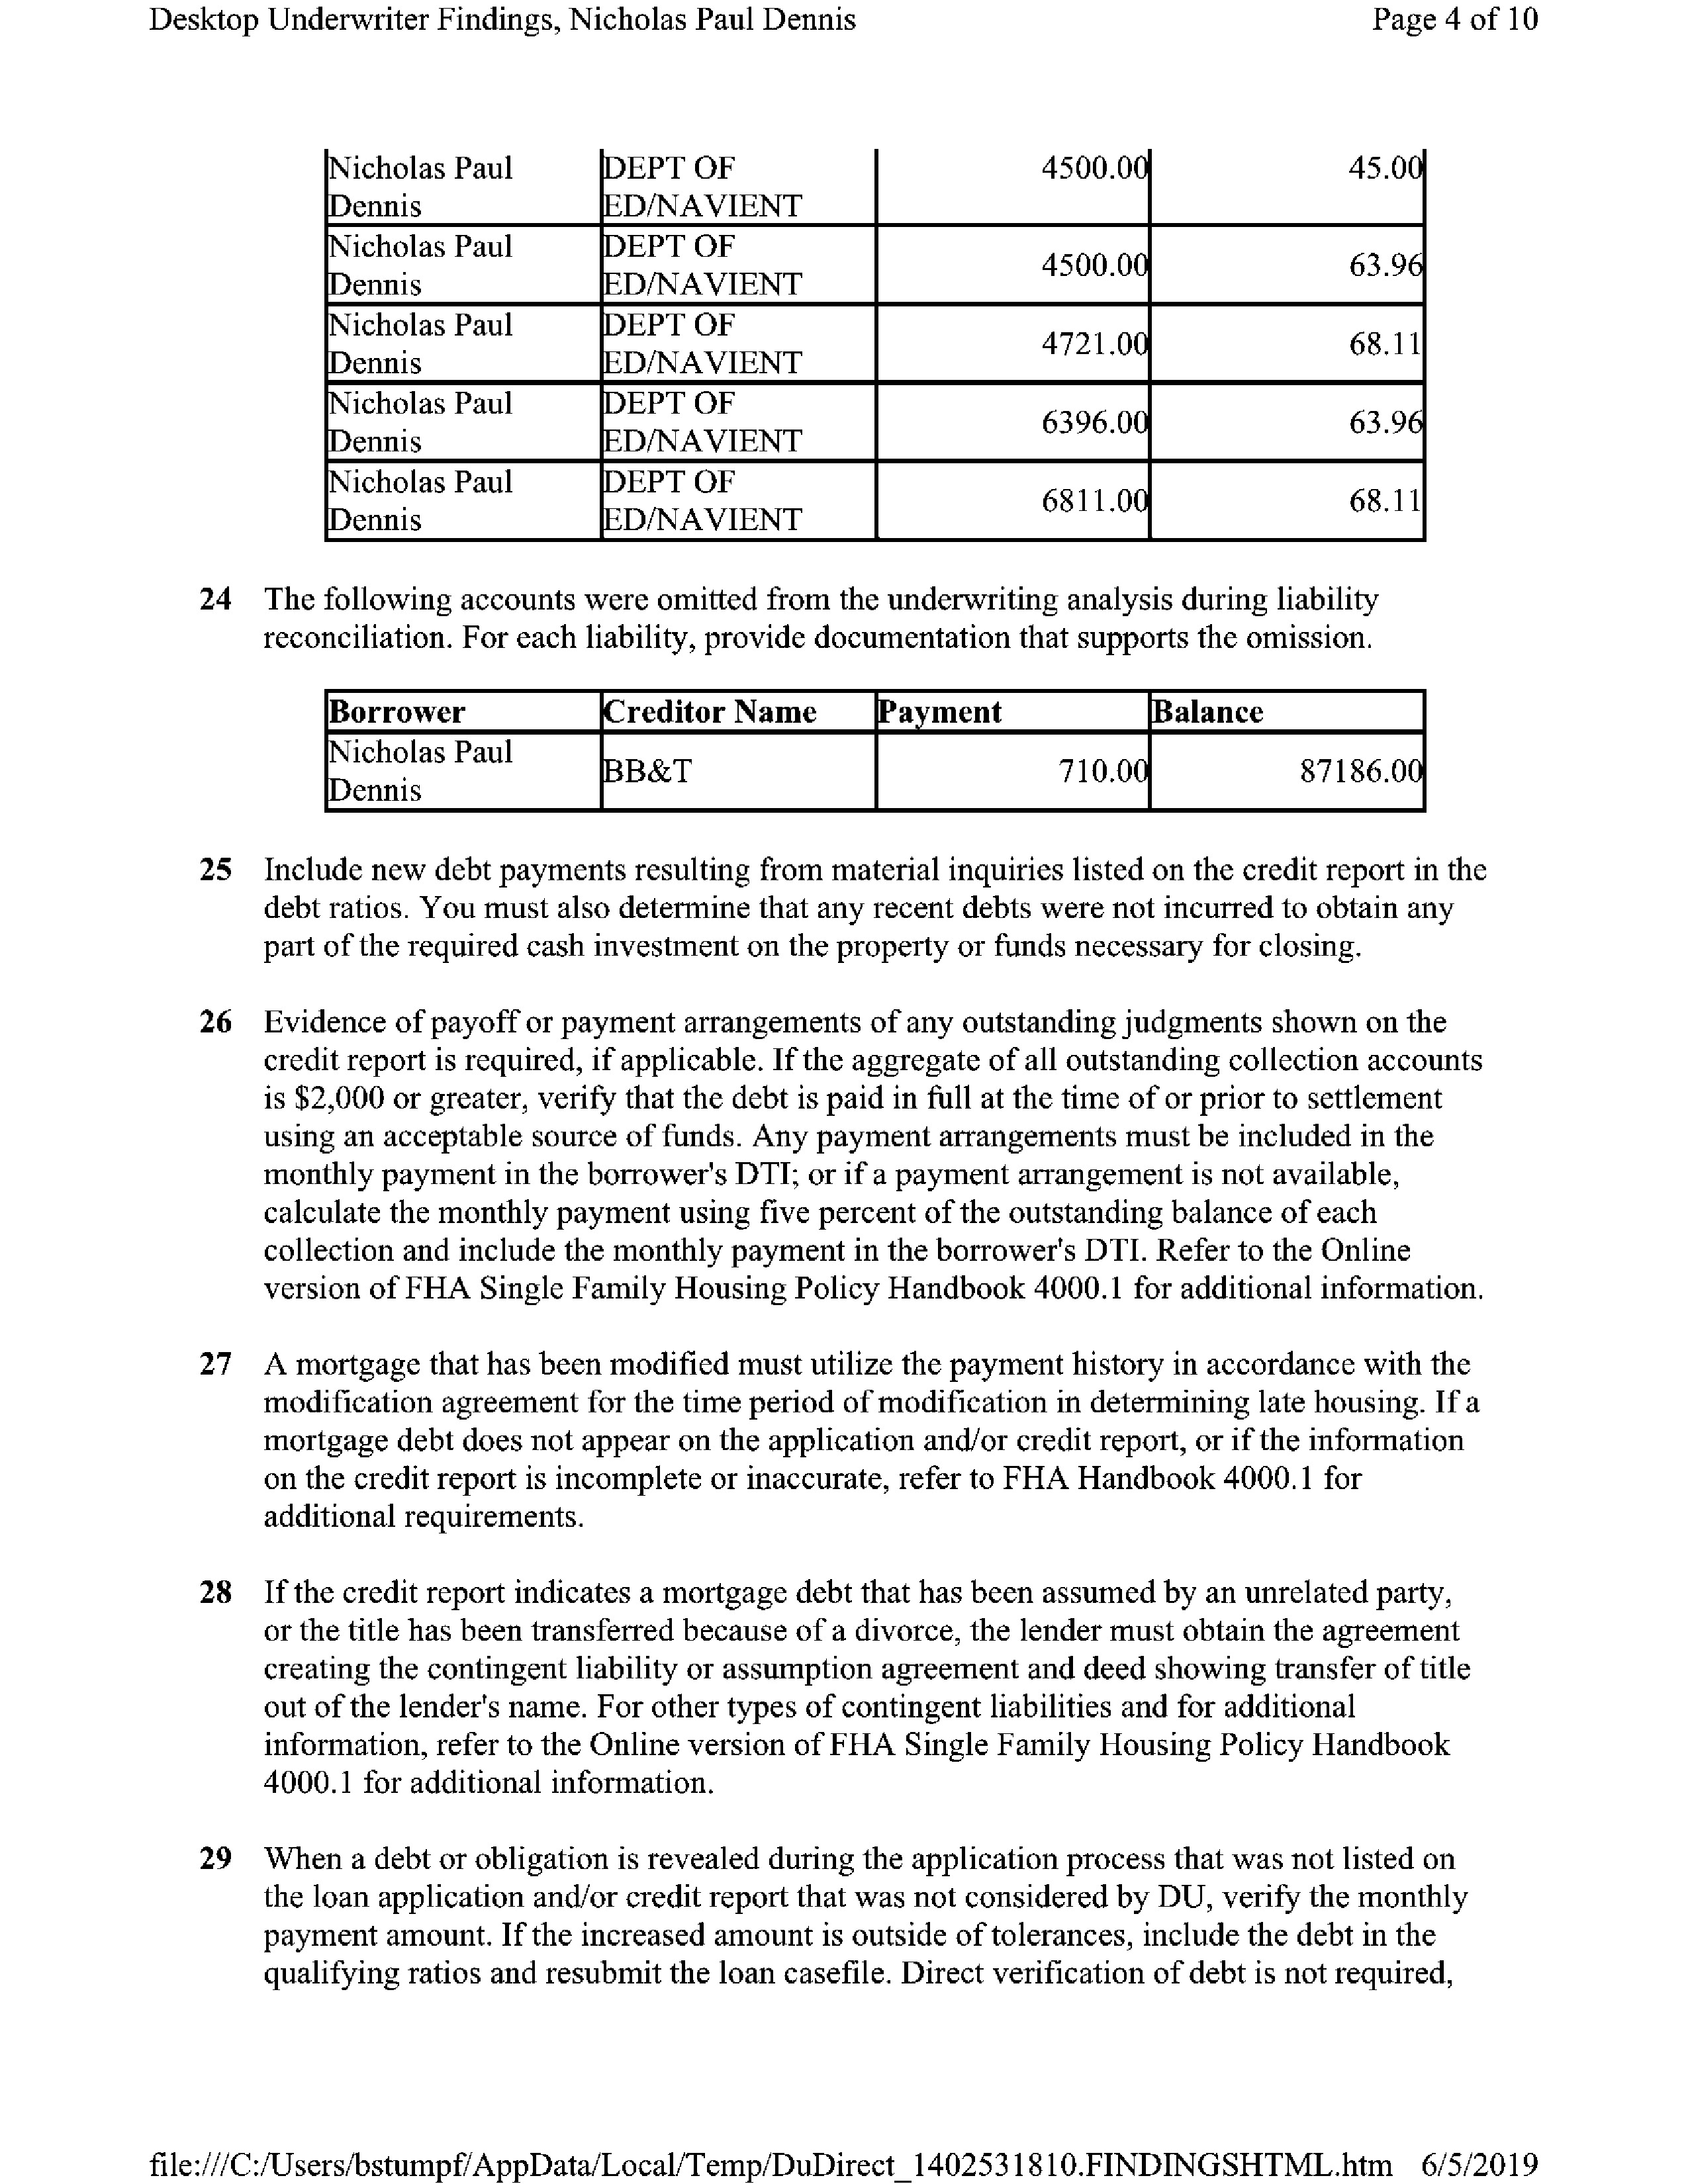 Desktop Underwriter Findings, Nicholas Paul Dennis Page 4 of 10
Nicholas Paul Dennis DEPT OF ED/NAVIENT 4500.00 45.00
Nicholas Paul Dennis DEPT OF ED/NAVIENT 4500.00 63.96
Nicholas Paul Dennis DEPT OF ED/NAVIENT 4721.00 68.11
Nicholas Paul Dennis DEPT OF ED/NAVIENT 6396.00 63.96
Nicholas Paul Dennis DEPT OF ED/NAVIENT 6811.00 68.11
24 The following accounts were omitted from the underwriting analysis during liability
reconciliation. For each liability, provide documentation that supports the omission.
Borrower Creditor Name Payment Balance
Nicholas Paul Dennis BB&T 710.00 87186.00
25 Include new debt payments resulting from material inquiries listed on the credit report in the
debt ratios. You must also determine that any recent debts were not incurred to obtain any
part of the required cash investment on the property or funds necessary for closing.
26 Evidence of payoff or payment arrangements of any outstanding judgments shown on the
credit report is required, if applicable. If the aggregate of all outstanding collection accounts
is $2,000 or greater, verify that the debt is paid in full at the time of or prior to settlement
using an acceptable source of funds. Any payment arrangements must be included in the
monthly payment in the borrower's DTI; or if a payment arrangement is not available,
calculate the monthly payment using five percent of the outstanding balance of each
collection and include the monthly payment in the borrower's DTI. Refer to the Online
version of FHA Single Family Housing Policy Handbook 4000.1 for additional information.
27 A mortgage that has been modified must utilize the payment history in accordance with the
modification agreement for the time period of modification in determining late housing. If a
mortgage debt does not appear on the application and/or credit report, or if the information
on the credit report is incomplete or inaccurate, refer to FHA Handbook 4000.1 for
additional requirements.
28 If the credit report indicates a mortgage debt that has been assumed by an unrelated party,
or the title has been transferred because of a divorce, the lender must obtain the agreement
creating the contingent liability or assumption agreement and deed showing transfer of title
out of the lender's name. For other types of contingent liabilities and for additional
information, refer to the Online version of FHA Single Family Housing Policy Handbook
4000.1 for additional information.
29 When a debt or obligation is revealed during the application process that was not listed on
the loan application and/or credit report that was not considered by DU, verify the monthly
payment amount. If the increased amount is outside of tolerances, include the debt in the
qualifying ratios and resubmit the loan casefile. Direct verification of debt is not required,
file:///C:/Users/bstumpf/AppData/Local/Temp/DuDirect_1402531810.FINDINGSHTML.htm 6/5/2019